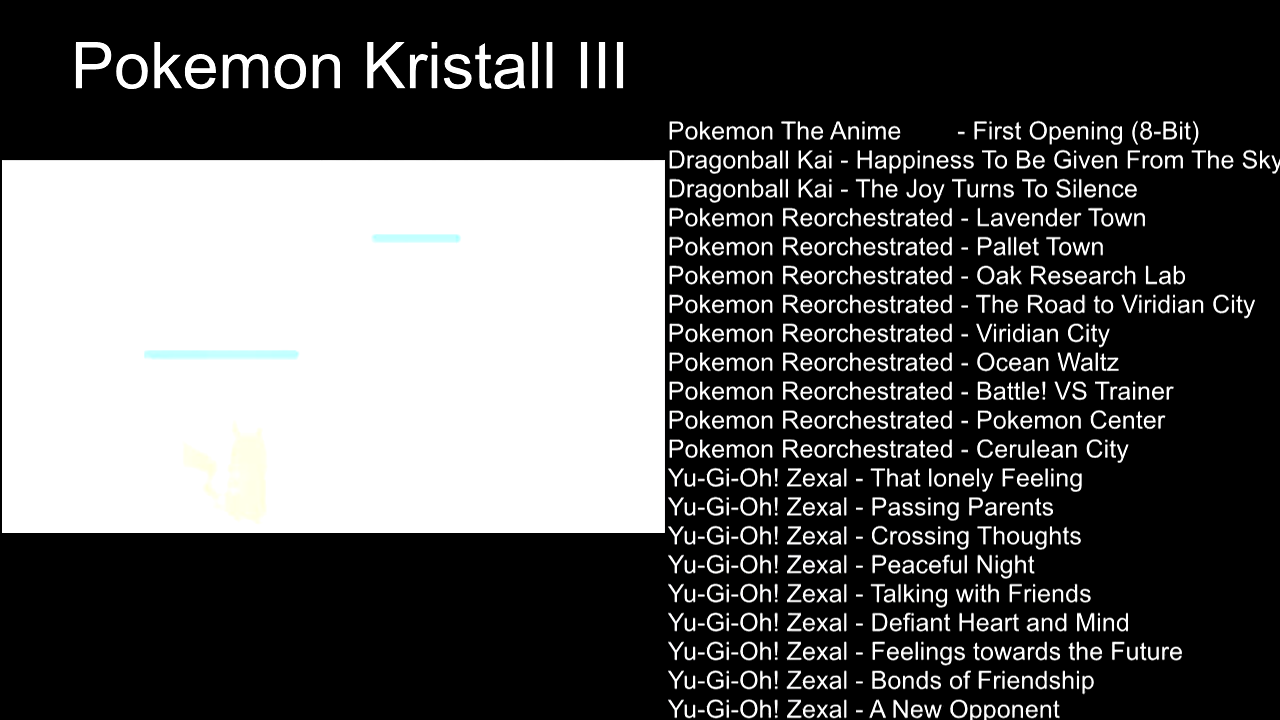 Pokemon Kristall III
Pokemon The Anime - First Opening (8-Bit)
Dragonball Kai - Happiness To Be Given From The Sky
Dragonball Kai - The Joy Turns To Silence
Pokemon Reorchestrated - Lavender Town
Pokemon Reorchestrated - Pallet Town
Pokemon Reorchestrated - Oak Research Lab
Pokemon Reorchestrated - The Road to Viridian City
Pokemon Reorchestrated - Viridian City
Pokemon Reorchestrated - Ocean Waltz
Pokemon Reorchestrated - Battle! VS Trainer
Pokemon Reorchestrated - Pokemon Center
Pokemon Reorchestrated - Cerulean City
Yu-Gi-Oh! Zexal - That lonely Feeling
Yu-Gi-Oh! Zexal - Passing Parents
Yu-Gi-Oh! Zexal - Crossing Thoughts
Yu-Gi-Oh! Zexal - Peaceful Night
Yu-Gi-Oh! Zexal - Talking with Friends
Yu-Gi-Oh! Zexal - Defiant Heart and Mind
Yu-Gi-Oh! Zexal - Feelings towards the Future
Yu-Gi-Oh! Zexal - Bonds of Friendship
Yu-Gi-Oh! Zexal - A New Opponent